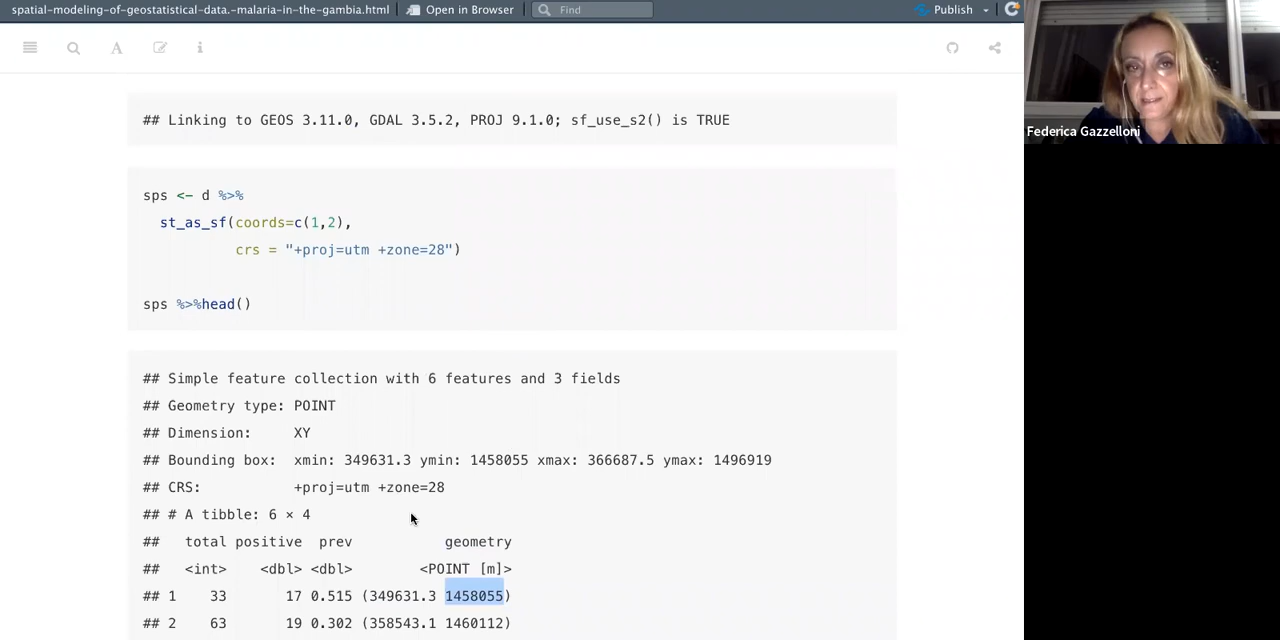 spatial-modeling-of-geostatistical-data.-malaria-in-the-gambia.html Open in Browser Find Publish
## Linking to GEOS 3.11.0, GDAL 3.5.2, PROJ 9.1.0; sf_use_s2() is TRUE
sps <- d %>%
st_as_sf(coords=c(1,2),
crs = "+proj=utm +zone=28")
sps %>%head()
## Simple feature collection with 6 features and 3 fields
## Geometry type: POINT
## Dimension:     XY
## Bounding box:  xmin: 349631.3 ymin: 1458055 xmax: 366687.5 ymax: 1496919
## CRS:           +proj=utm +zone=28
## # A tibble: 6 × 4
##   total positive  prev           geometry
##   <int>    <dbl> <dbl>        <POINT [m]>
## 1    33       17 0.515 (349631.3 1458055)
## 2    63       19 0.302 (358543.1 1460112)
Federica Gazzelloni